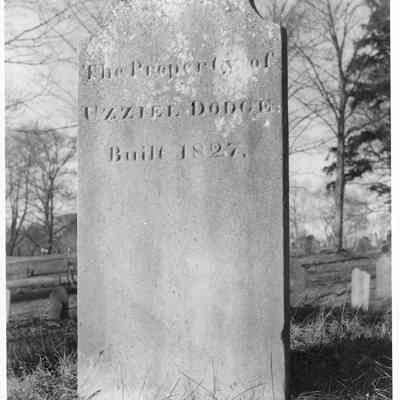 The Property of
UZZIEL DODGE.
Built 1827.